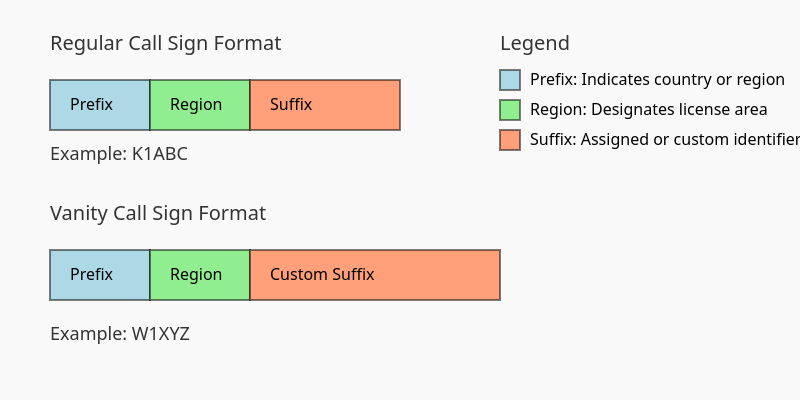 Regular Call Sign Format
Prefix Region Suffix
Example: K1ABC
Legend
Prefix: Indicates country or region
Region: Designates license area
Suffix: Assigned or custom identifier
Vanity Call Sign Format
Prefix Region Custom Suffix
Example: W1XYZ